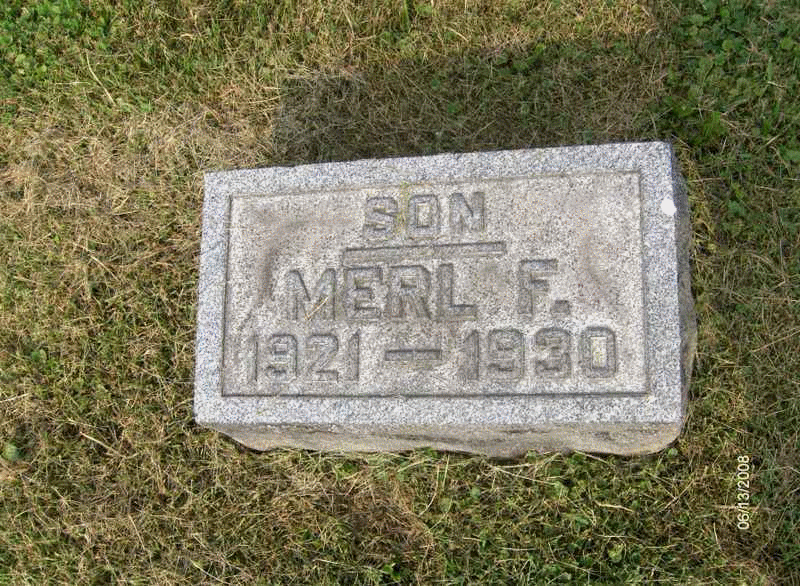 SON
MERL F.
1921 — 1930
06/13/2008